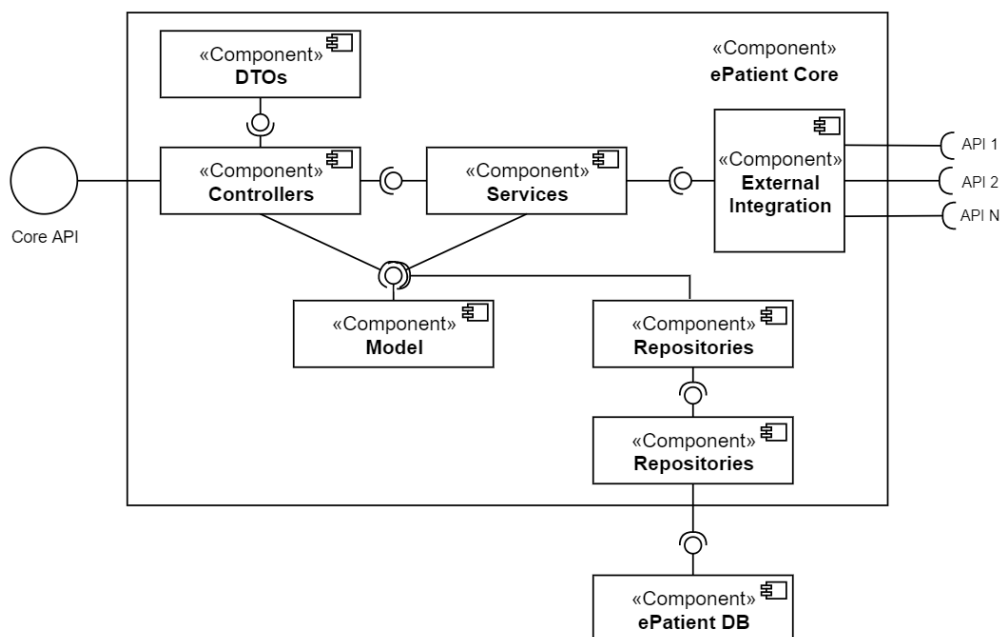 «Component»
DTOs
«Component»
ePatient Core
«Component»
Controllers
«Component»
Services
«Component»
External
Integration
API 1
API 2
API N
Core API
«Component»
Model
«Component»
Repositories
«Component»
Repositories
«Component»
ePatient DB